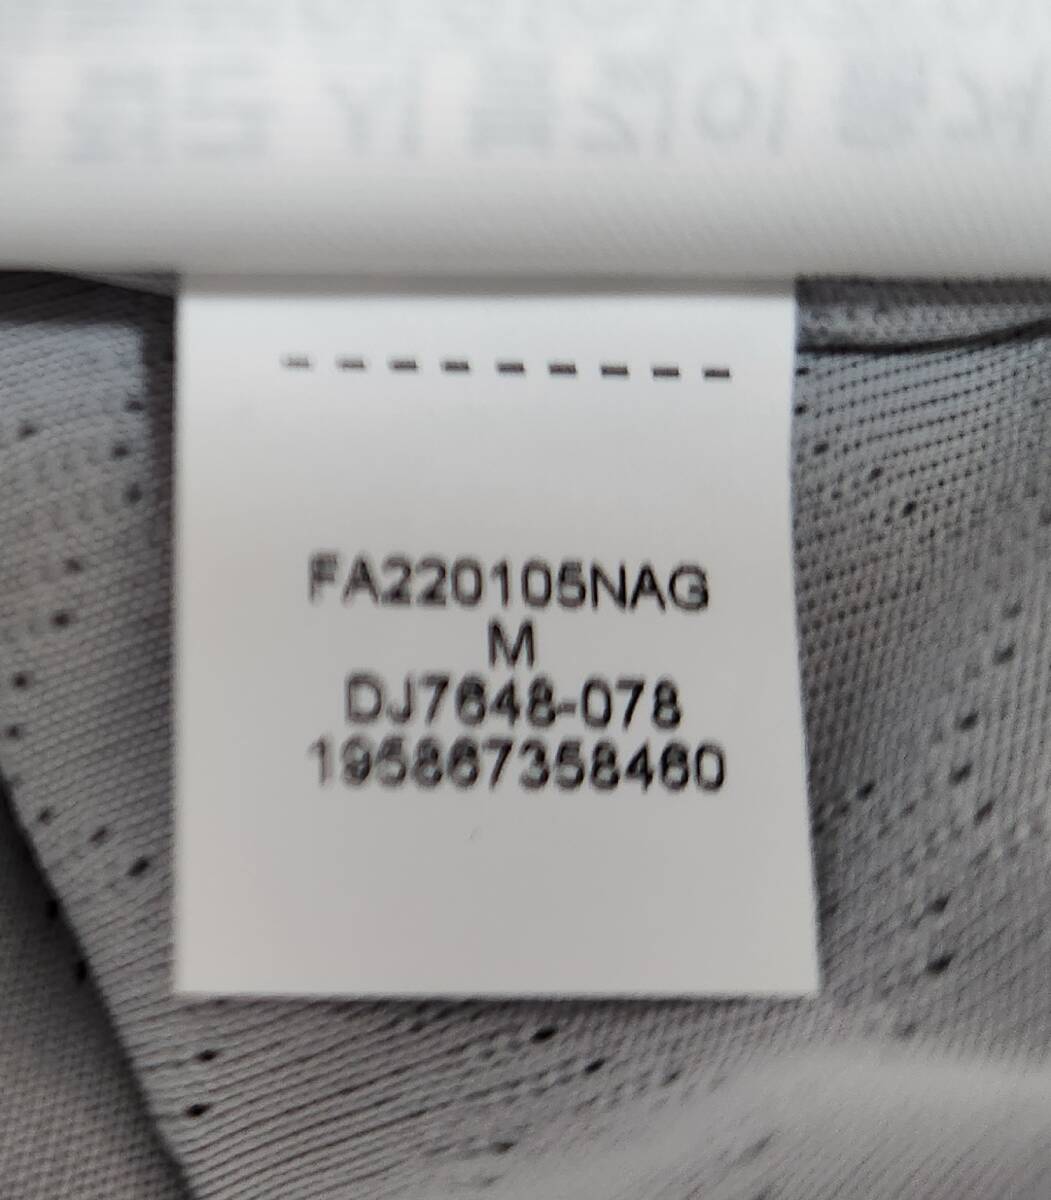 - - - - - - - - -
FA220105NAG
M
DJ7648-078
195867358460